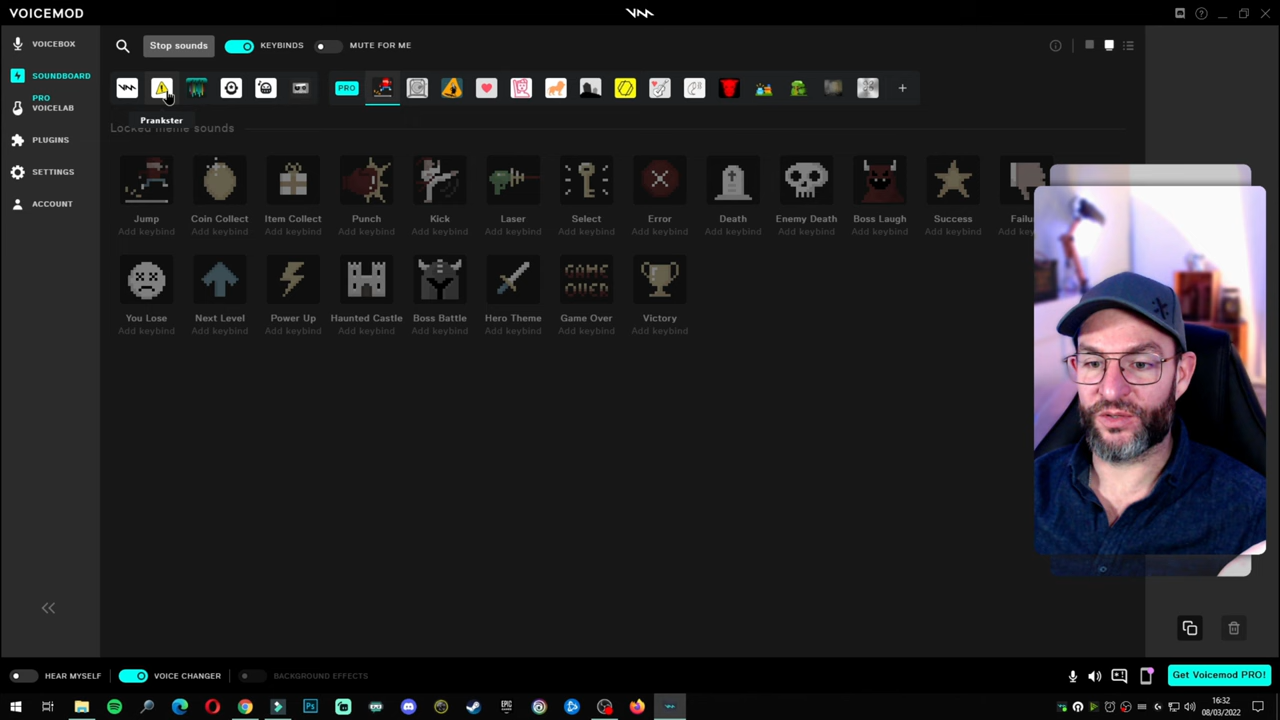 VOICEMOD
VOICEBOX
Stop sounds
KEYBINDS
MUTE FOR ME
SOUNDBOARD
PRO
VOICELAB
PRO
Prankster
Locked meme sounds
PLUGINS
SETTINGS
ACCOUNT
Jump
Coin Collect
Item Collect
Punch
Kick
Laser
Select
Error
Death
Enemy Death
Boss Laugh
Success
Add keybind
Add keybind
Add keybind
Add keybind
Add keybind
Add keybind
Add keybind
Add keybind
Add keybind
Add keybind
Add keybind
Add keybind
GAME
OVER
You Lose
Next Level
Power Up
Haunted Castle
Boss Battle
Hero Theme
Game Over
Victory
Add keybind
Add keybind
Add keybind
Add keybind
Add keybind
Add keybind
Add keybind
Add keybind
HEAR MYSELF
VOICE CHANGER
BACKGROUND EFFECTS
Get Voicemod PRO!
16:32
08/03/2022